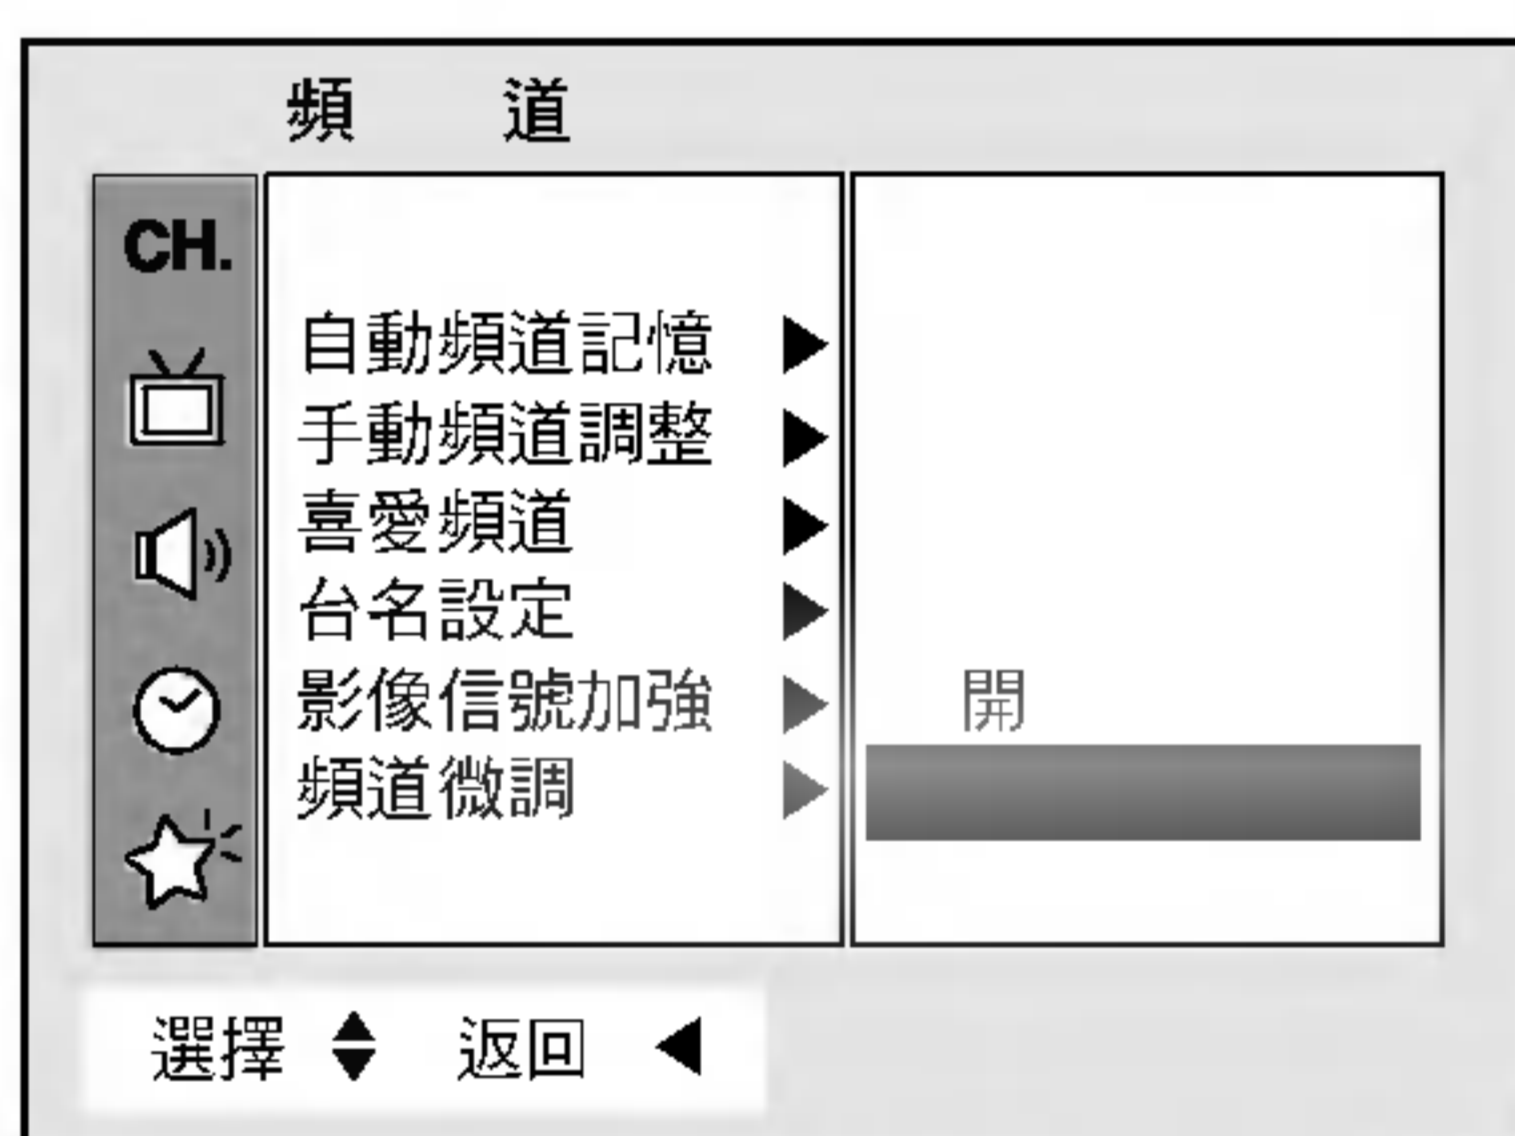 頻 道
CH.
自動頻道記憶
手動頻道調整
喜愛頻道
台名設定
影像信號加強 開
頻道微調
選擇 返回